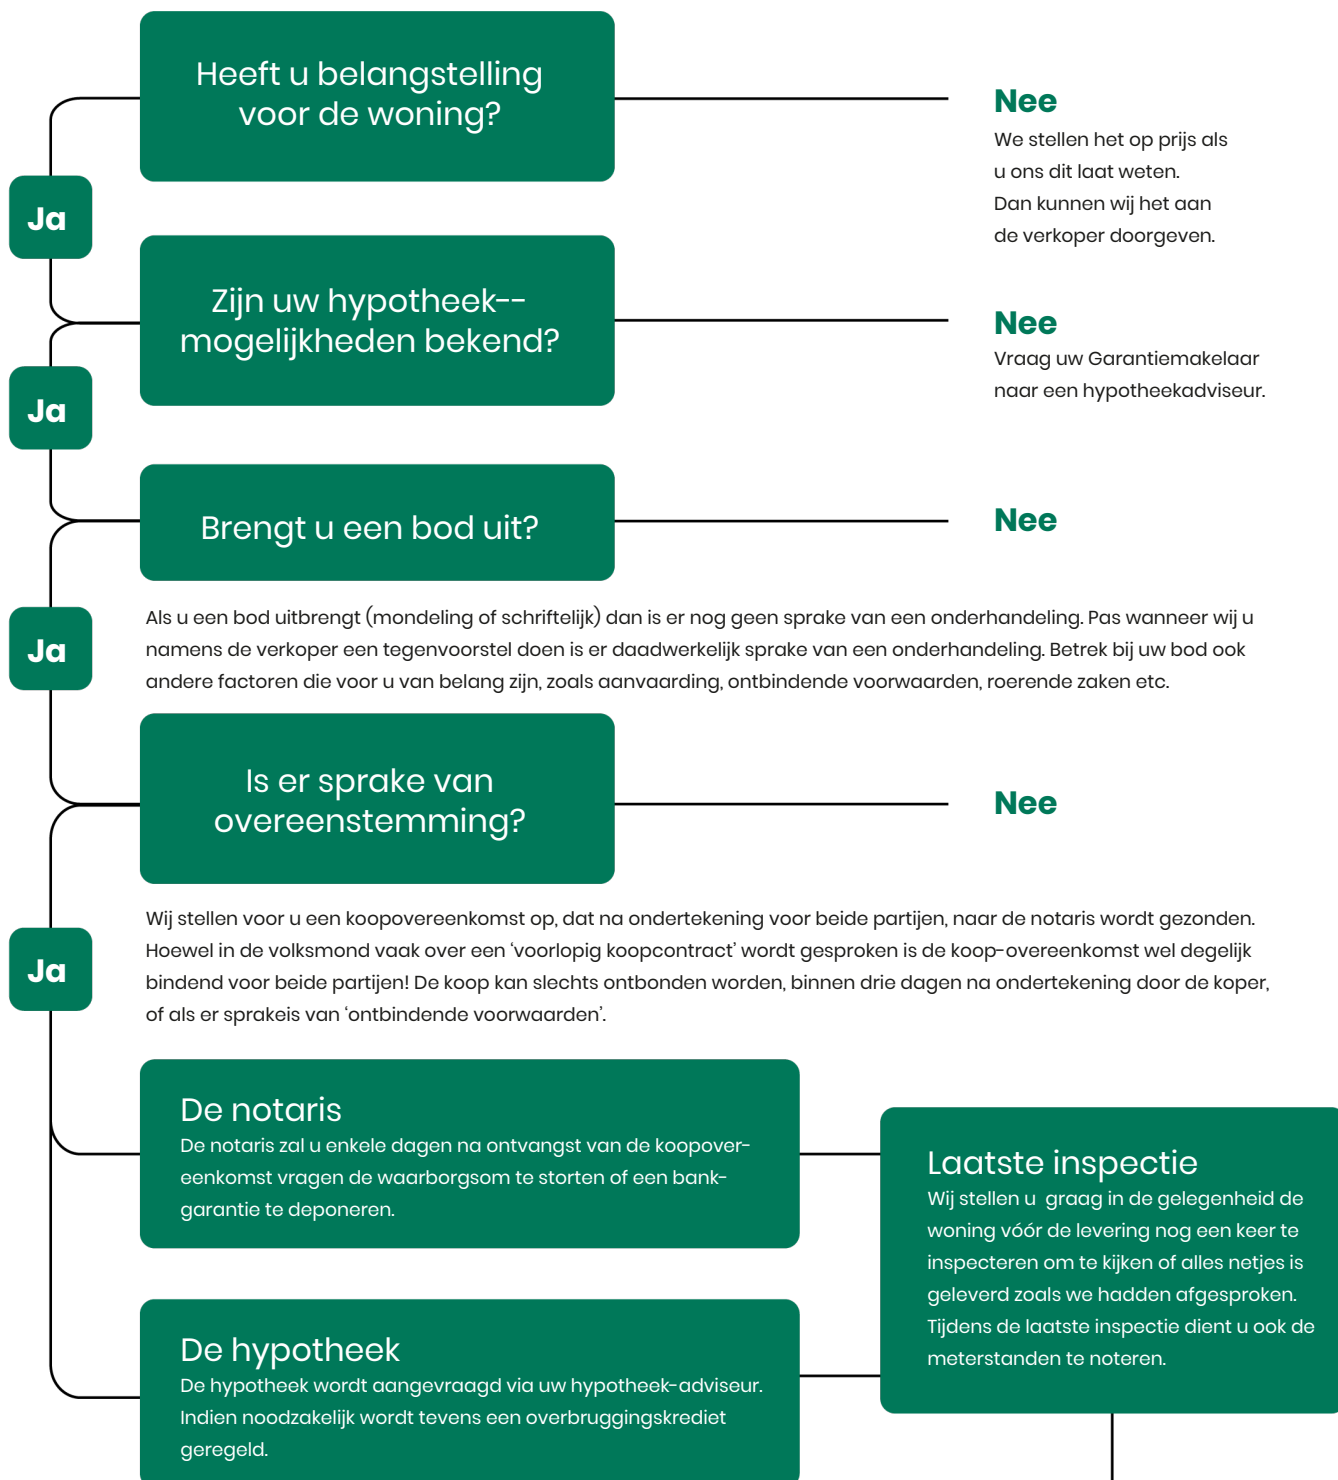 Heeft u belangstelling
voor de woning?
Nee
We stellen het op prijs als
u ons dit laat weten.
Dan kunnen wij het aan
de verkoper doorgeven.
Ja
Zijn uw hypotheek--
mogelijkheden bekend?
Nee
Vraag uw Garantiemakelaar
naar een hypotheekadviseur.
Ja
Brengt u een bod uit?
Nee
Als u een bod uitbrengt (mondeling of schriftelijk) dan is er nog geen sprake van een onderhandeling. Pas wanneer wij u
namens de verkoper een tegenvoorstel doen is er daadwerkelijk sprake van een onderhandeling. Betrek bij uw bod ook
andere factoren die voor u van belang zijn, zoals aanvaarding, ontbindende voorwaarden, roerende zaken etc.
Ja
Is er sprake van
overeenstemming?
Nee
Wij stellen voor u een koopovereenkomst op, dat na ondertekening voor beide partijen, naar de notaris wordt gezonden.
Hoewel in de volksmond vaak over een ‘voorlopig koopcontract’ wordt gesproken is de koop-overeenkomst wel degelijk
bindend voor beide partijen! De koop kan slechts ontbonden worden, binnen drie dagen na ondertekening door de koper,
of als er sprakeis van ‘ontbindende voorwaarden’.
Ja
De notaris
De notaris zal u enkele dagen na ontvangst van de koopover-
eenkomst vragen de waarborgsom te storten of een bank-
garantie te deponeren.
Laatste inspectie
Wij stellen u graag in de gelegenheid de
woning vóór de levering nog een keer te
inspecteren om te kijken of alles netjes is
geleverd zoals we hadden afgesproken.
Tijdens de laatste inspectie dient u ook de
meterstanden te noteren.
De hypotheek
De hypotheek wordt aangevraagd via uw hypotheek-adviseur.
Indien noodzakelijk wordt tevens een overbruggingskrediet
geregeld.